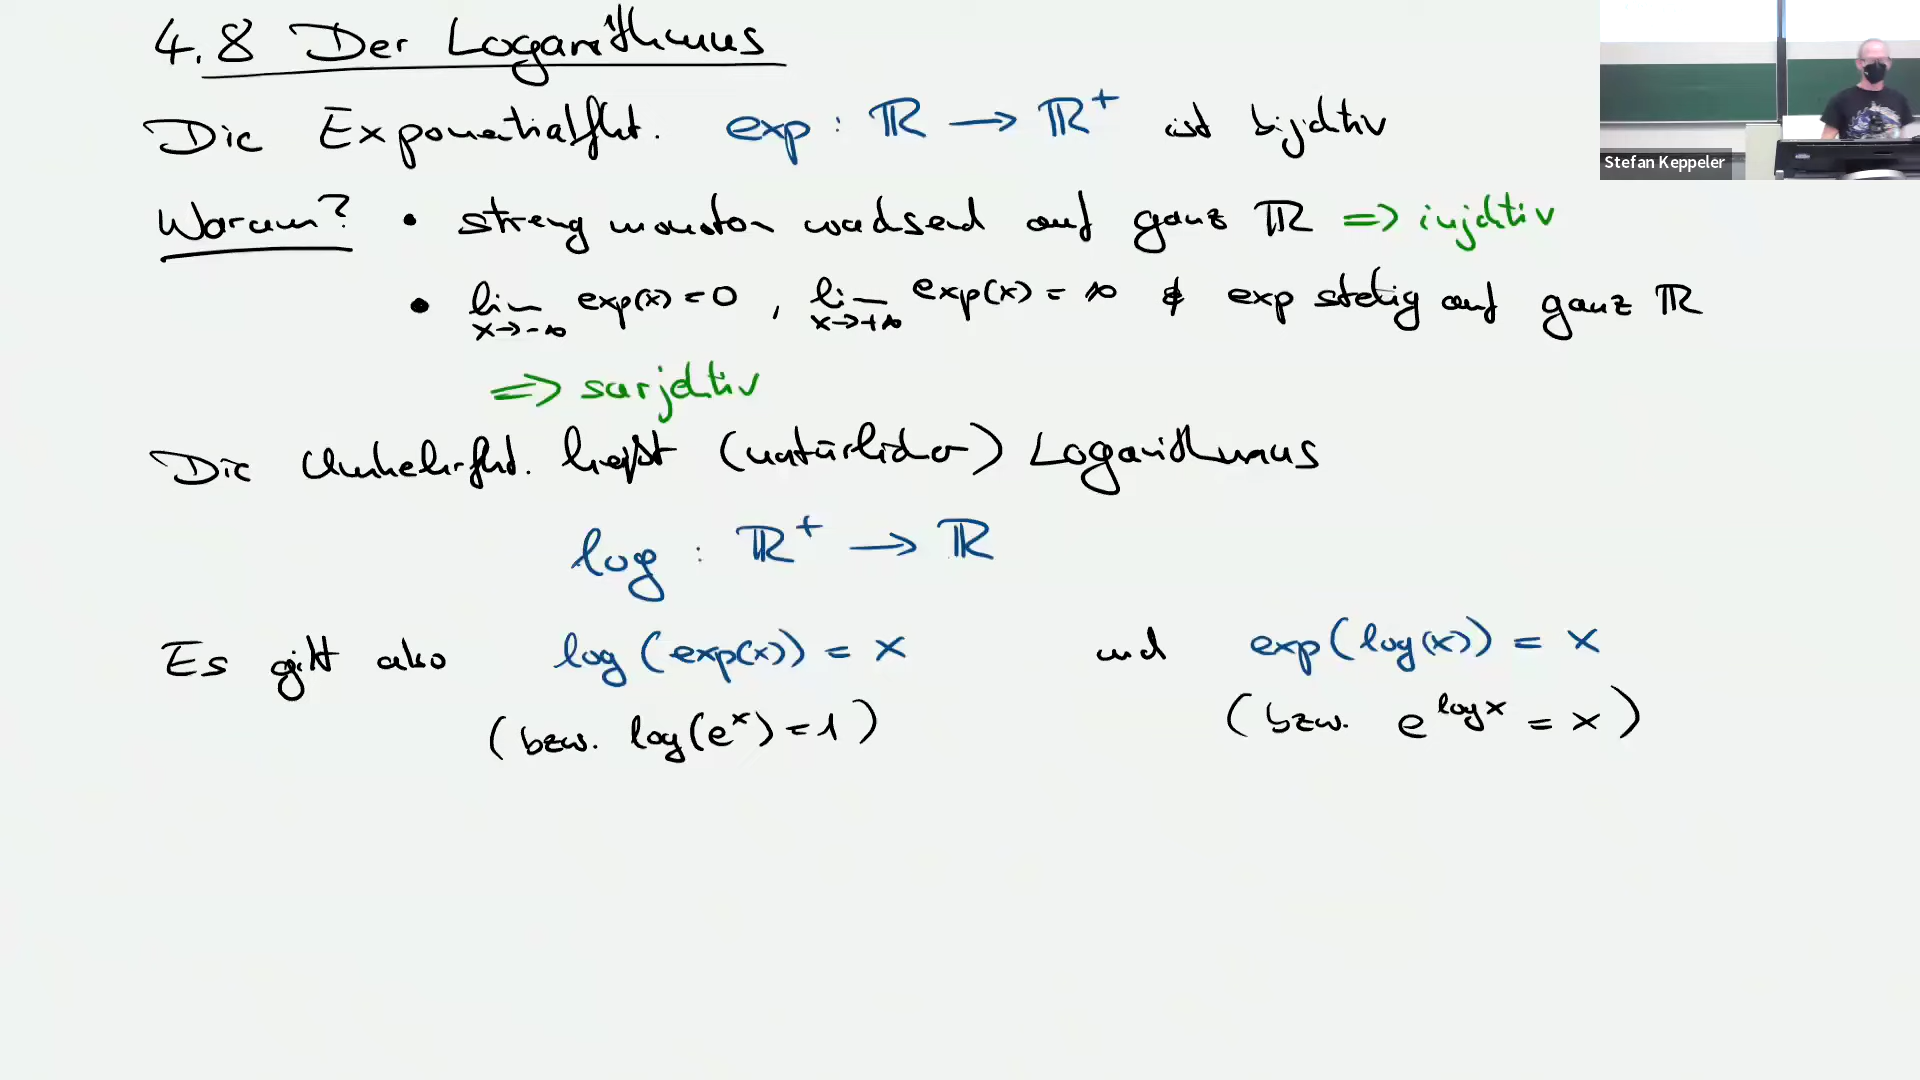 4.8 Der Logarithmus
Die Exponentialfkt. exp : ℝ → ℝ⁺ ist bijektiv
Stefan Keppeler
Warum? • streng monoton wachsend auf ganz ℝ => injektiv
• lim x→-∞ exp(x) = 0 , lim x→+∞ exp(x) = ∞ & exp stetig auf ganz ℝ
=> surjektiv
Die Umkehrfkt. heißt (natürlicher) Logarithmus
log : ℝ⁺ → ℝ
Es gilt also log(exp(x)) = x und exp(log(x)) = x
(bzw. log(eˣ) = 1) (bzw. e^{log x} = x)